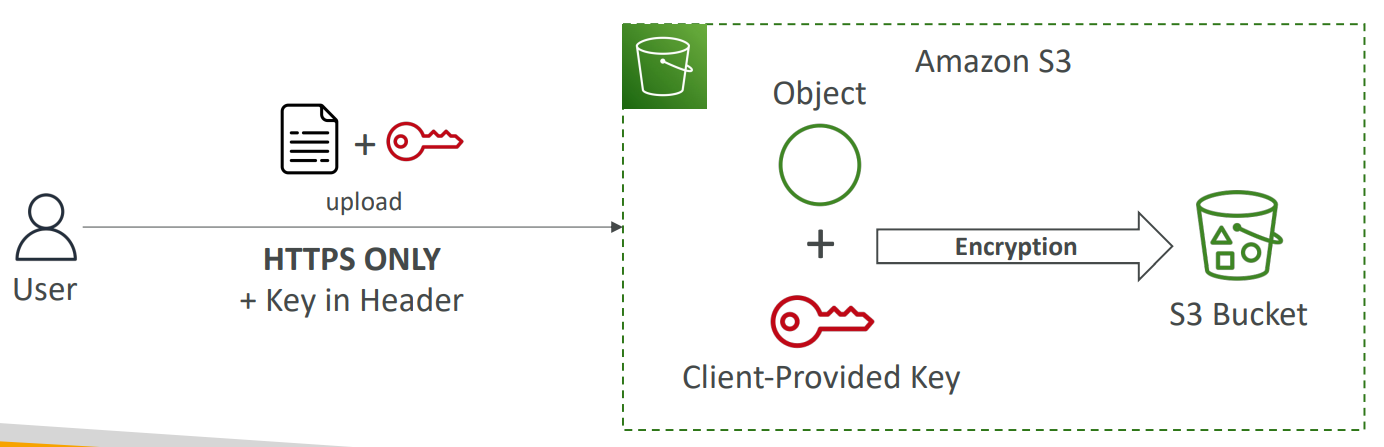 Amazon S3
Object
+
upload
User
HTTPS ONLY
+ Key in Header
+
Encryption
S3 Bucket
Client-Provided Key